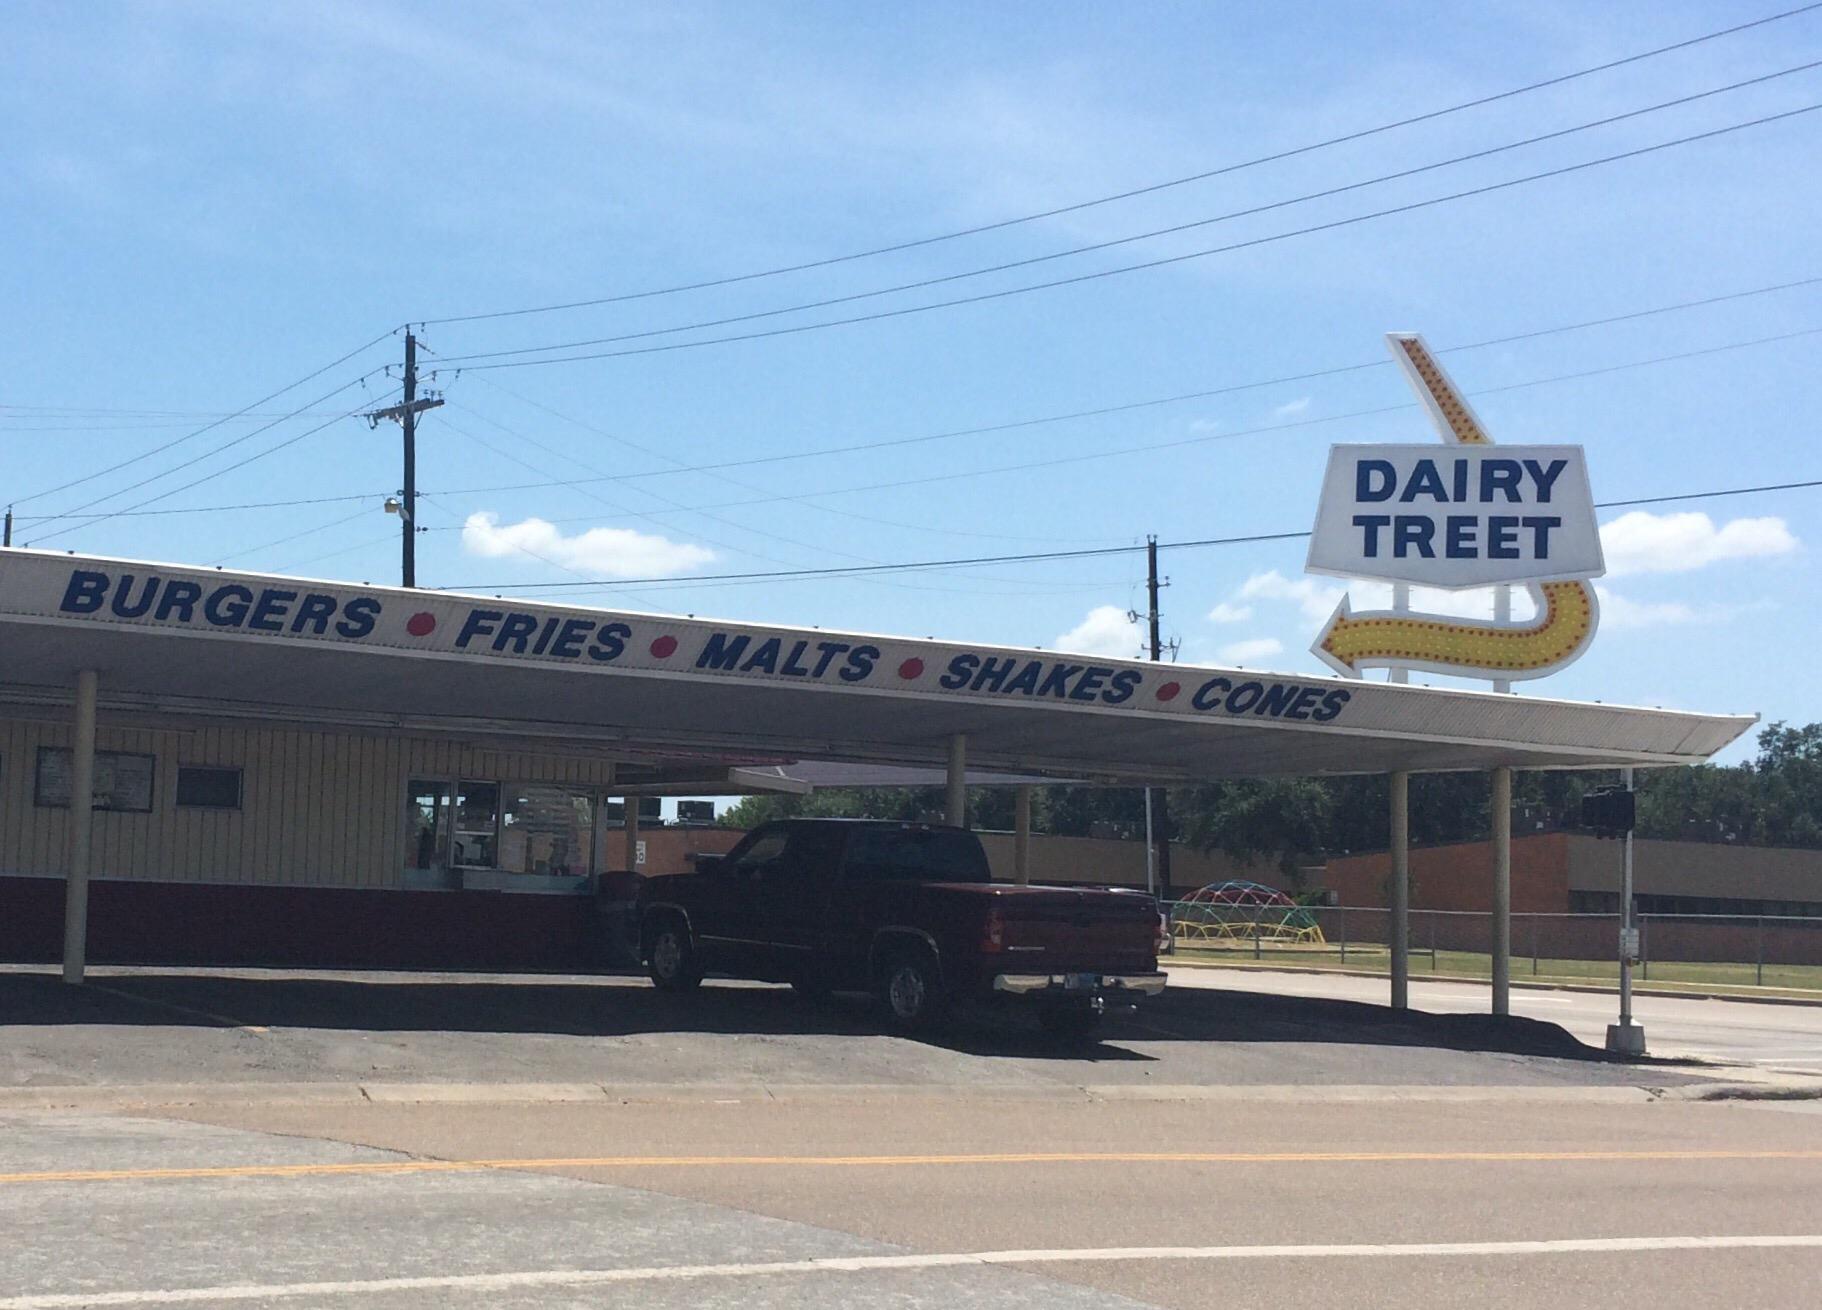 DAIRY
TREET
BURGERS • FRIES • MALTS • SHAKES • CONES